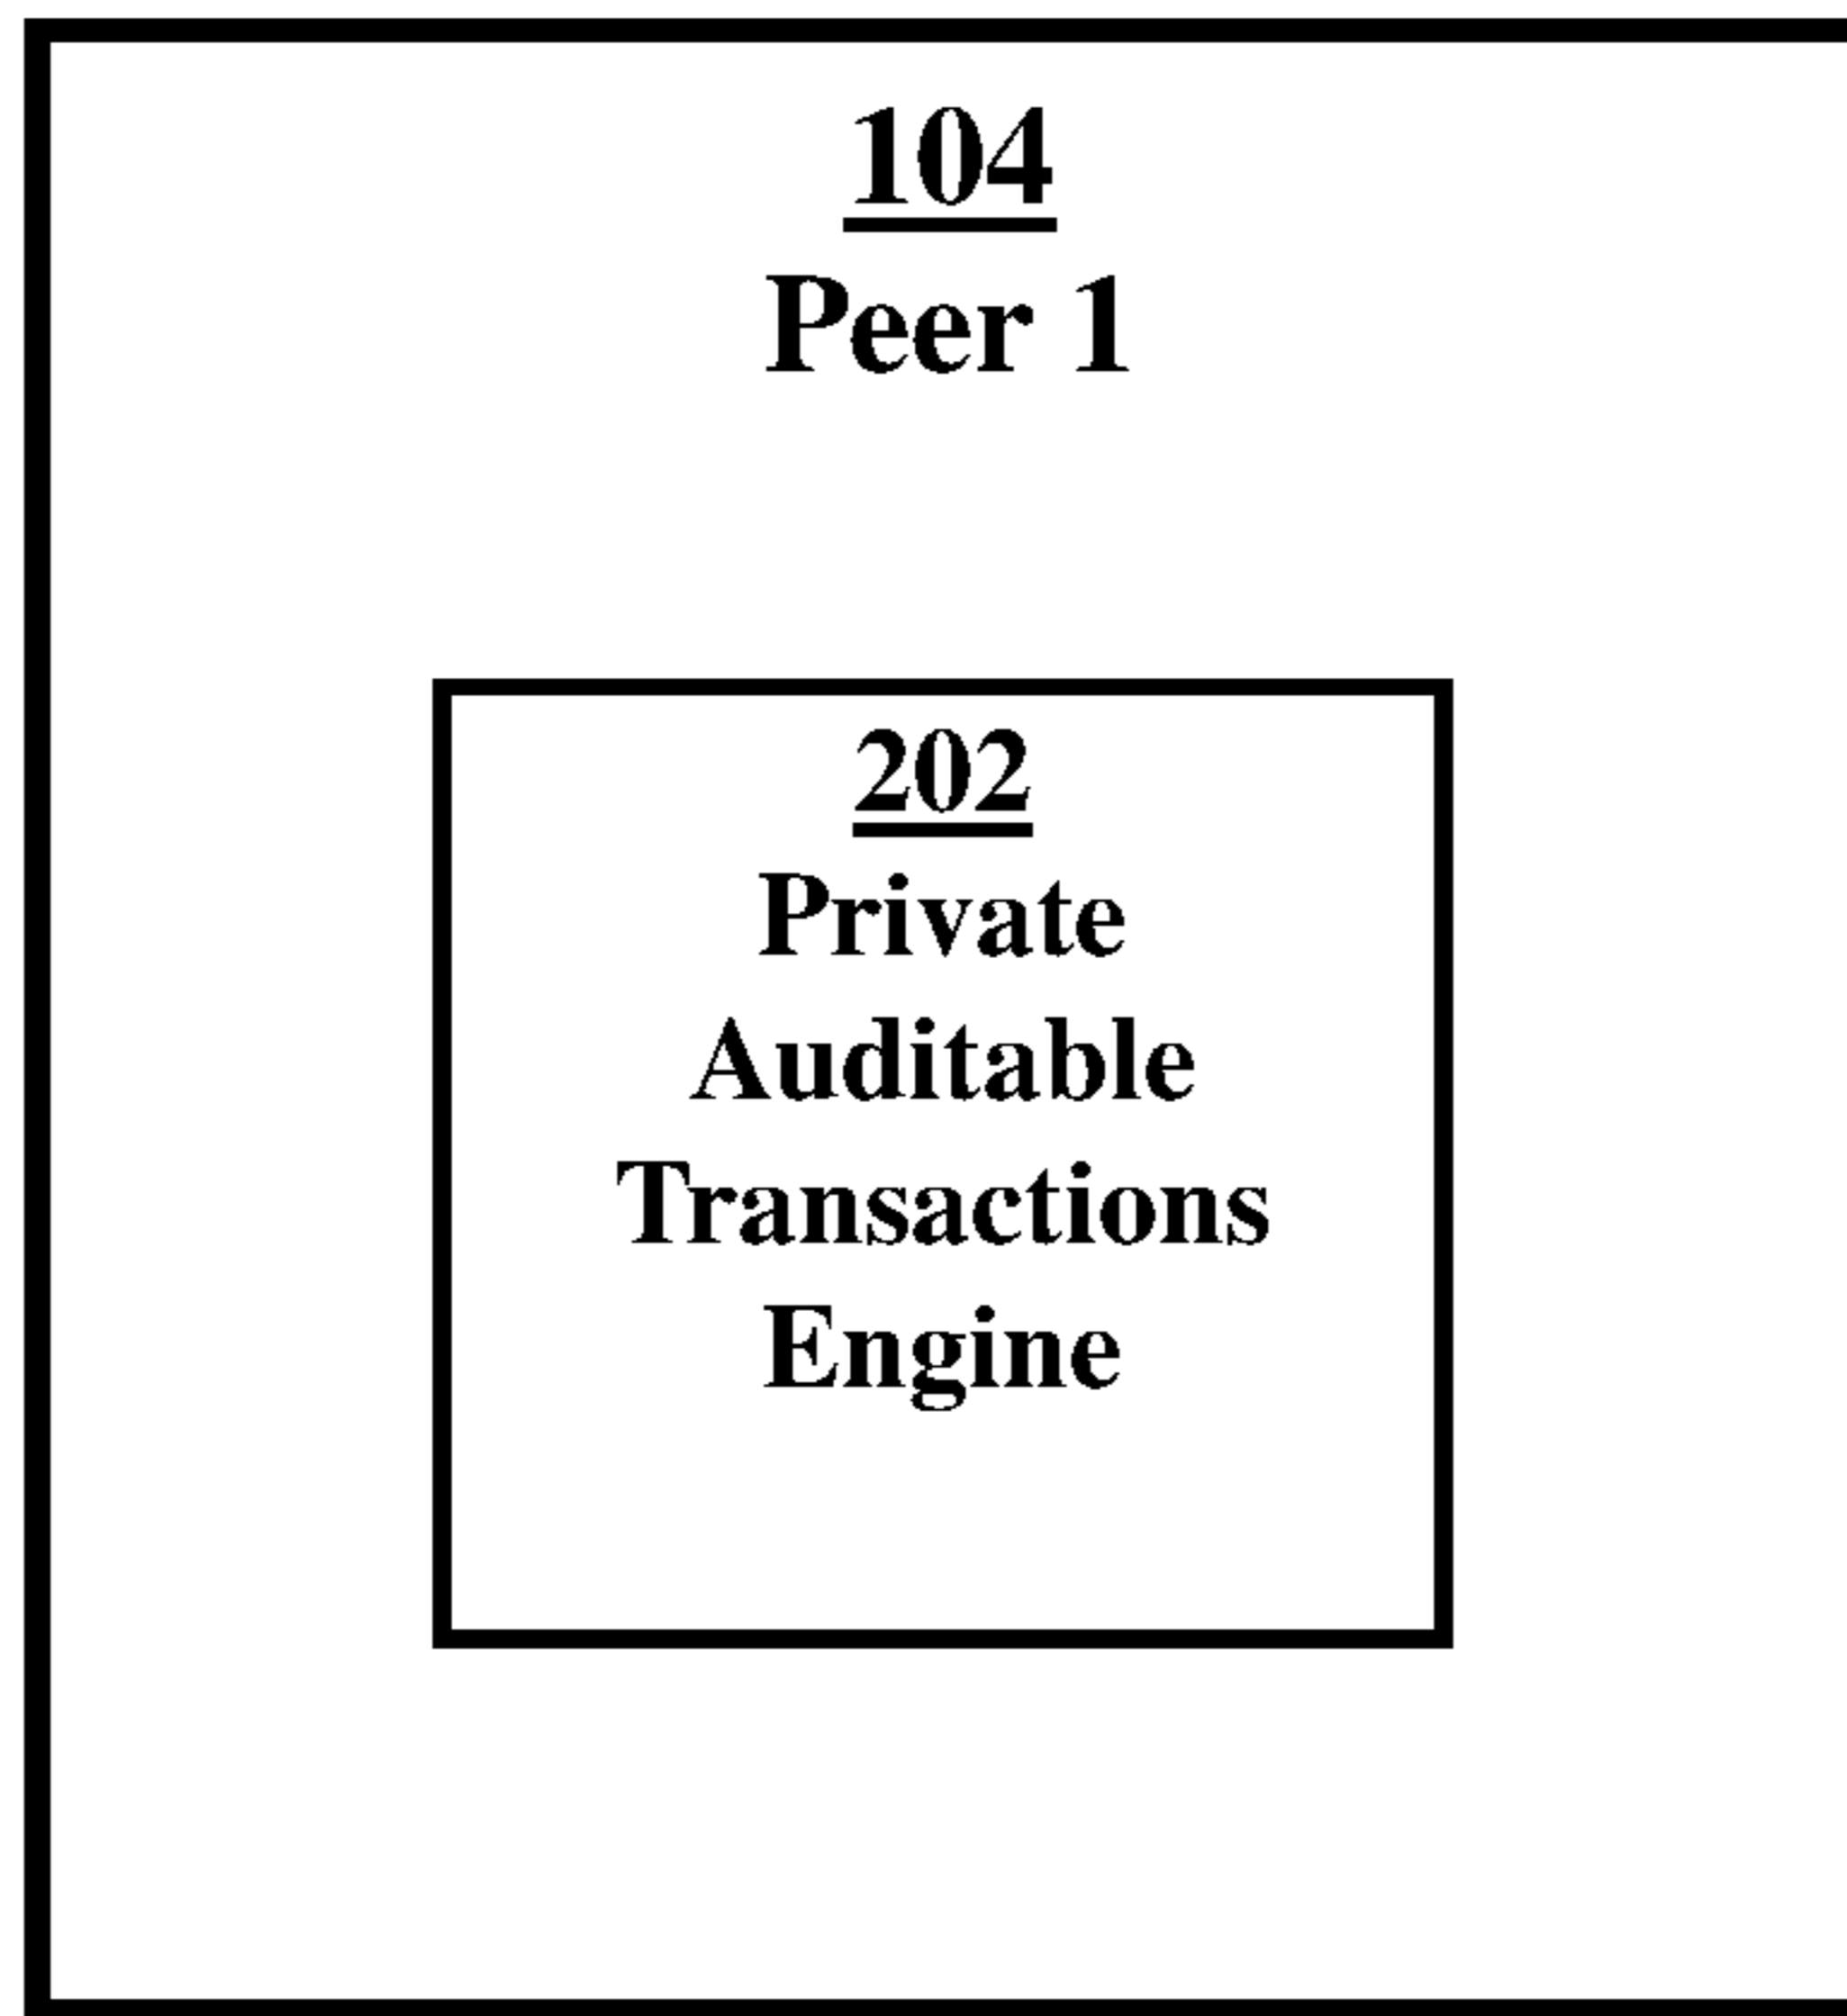 104
Peer 1
202
Private
Auditable
Transactions
Engine